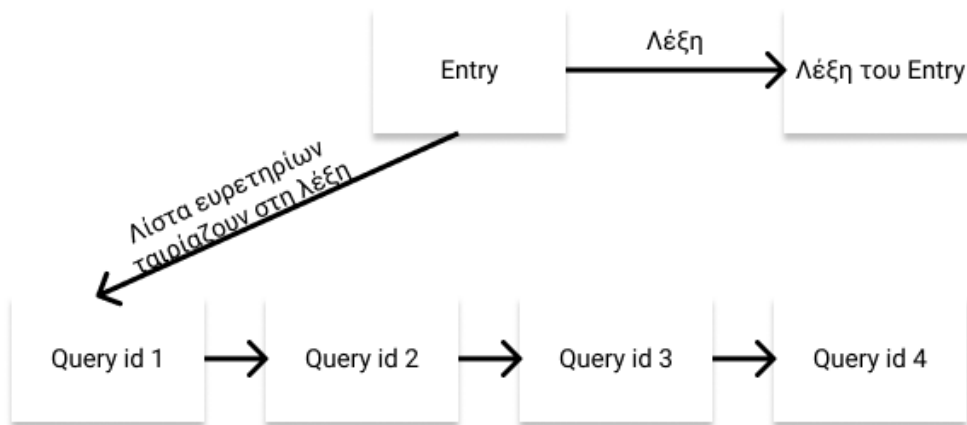 Entry
Λέξη
Λέξη του Entry
Λίστα ευρετηρίων
ταιριάζουν στη λέξη
Query id 1
Query id 2
Query id 3
Query id 4